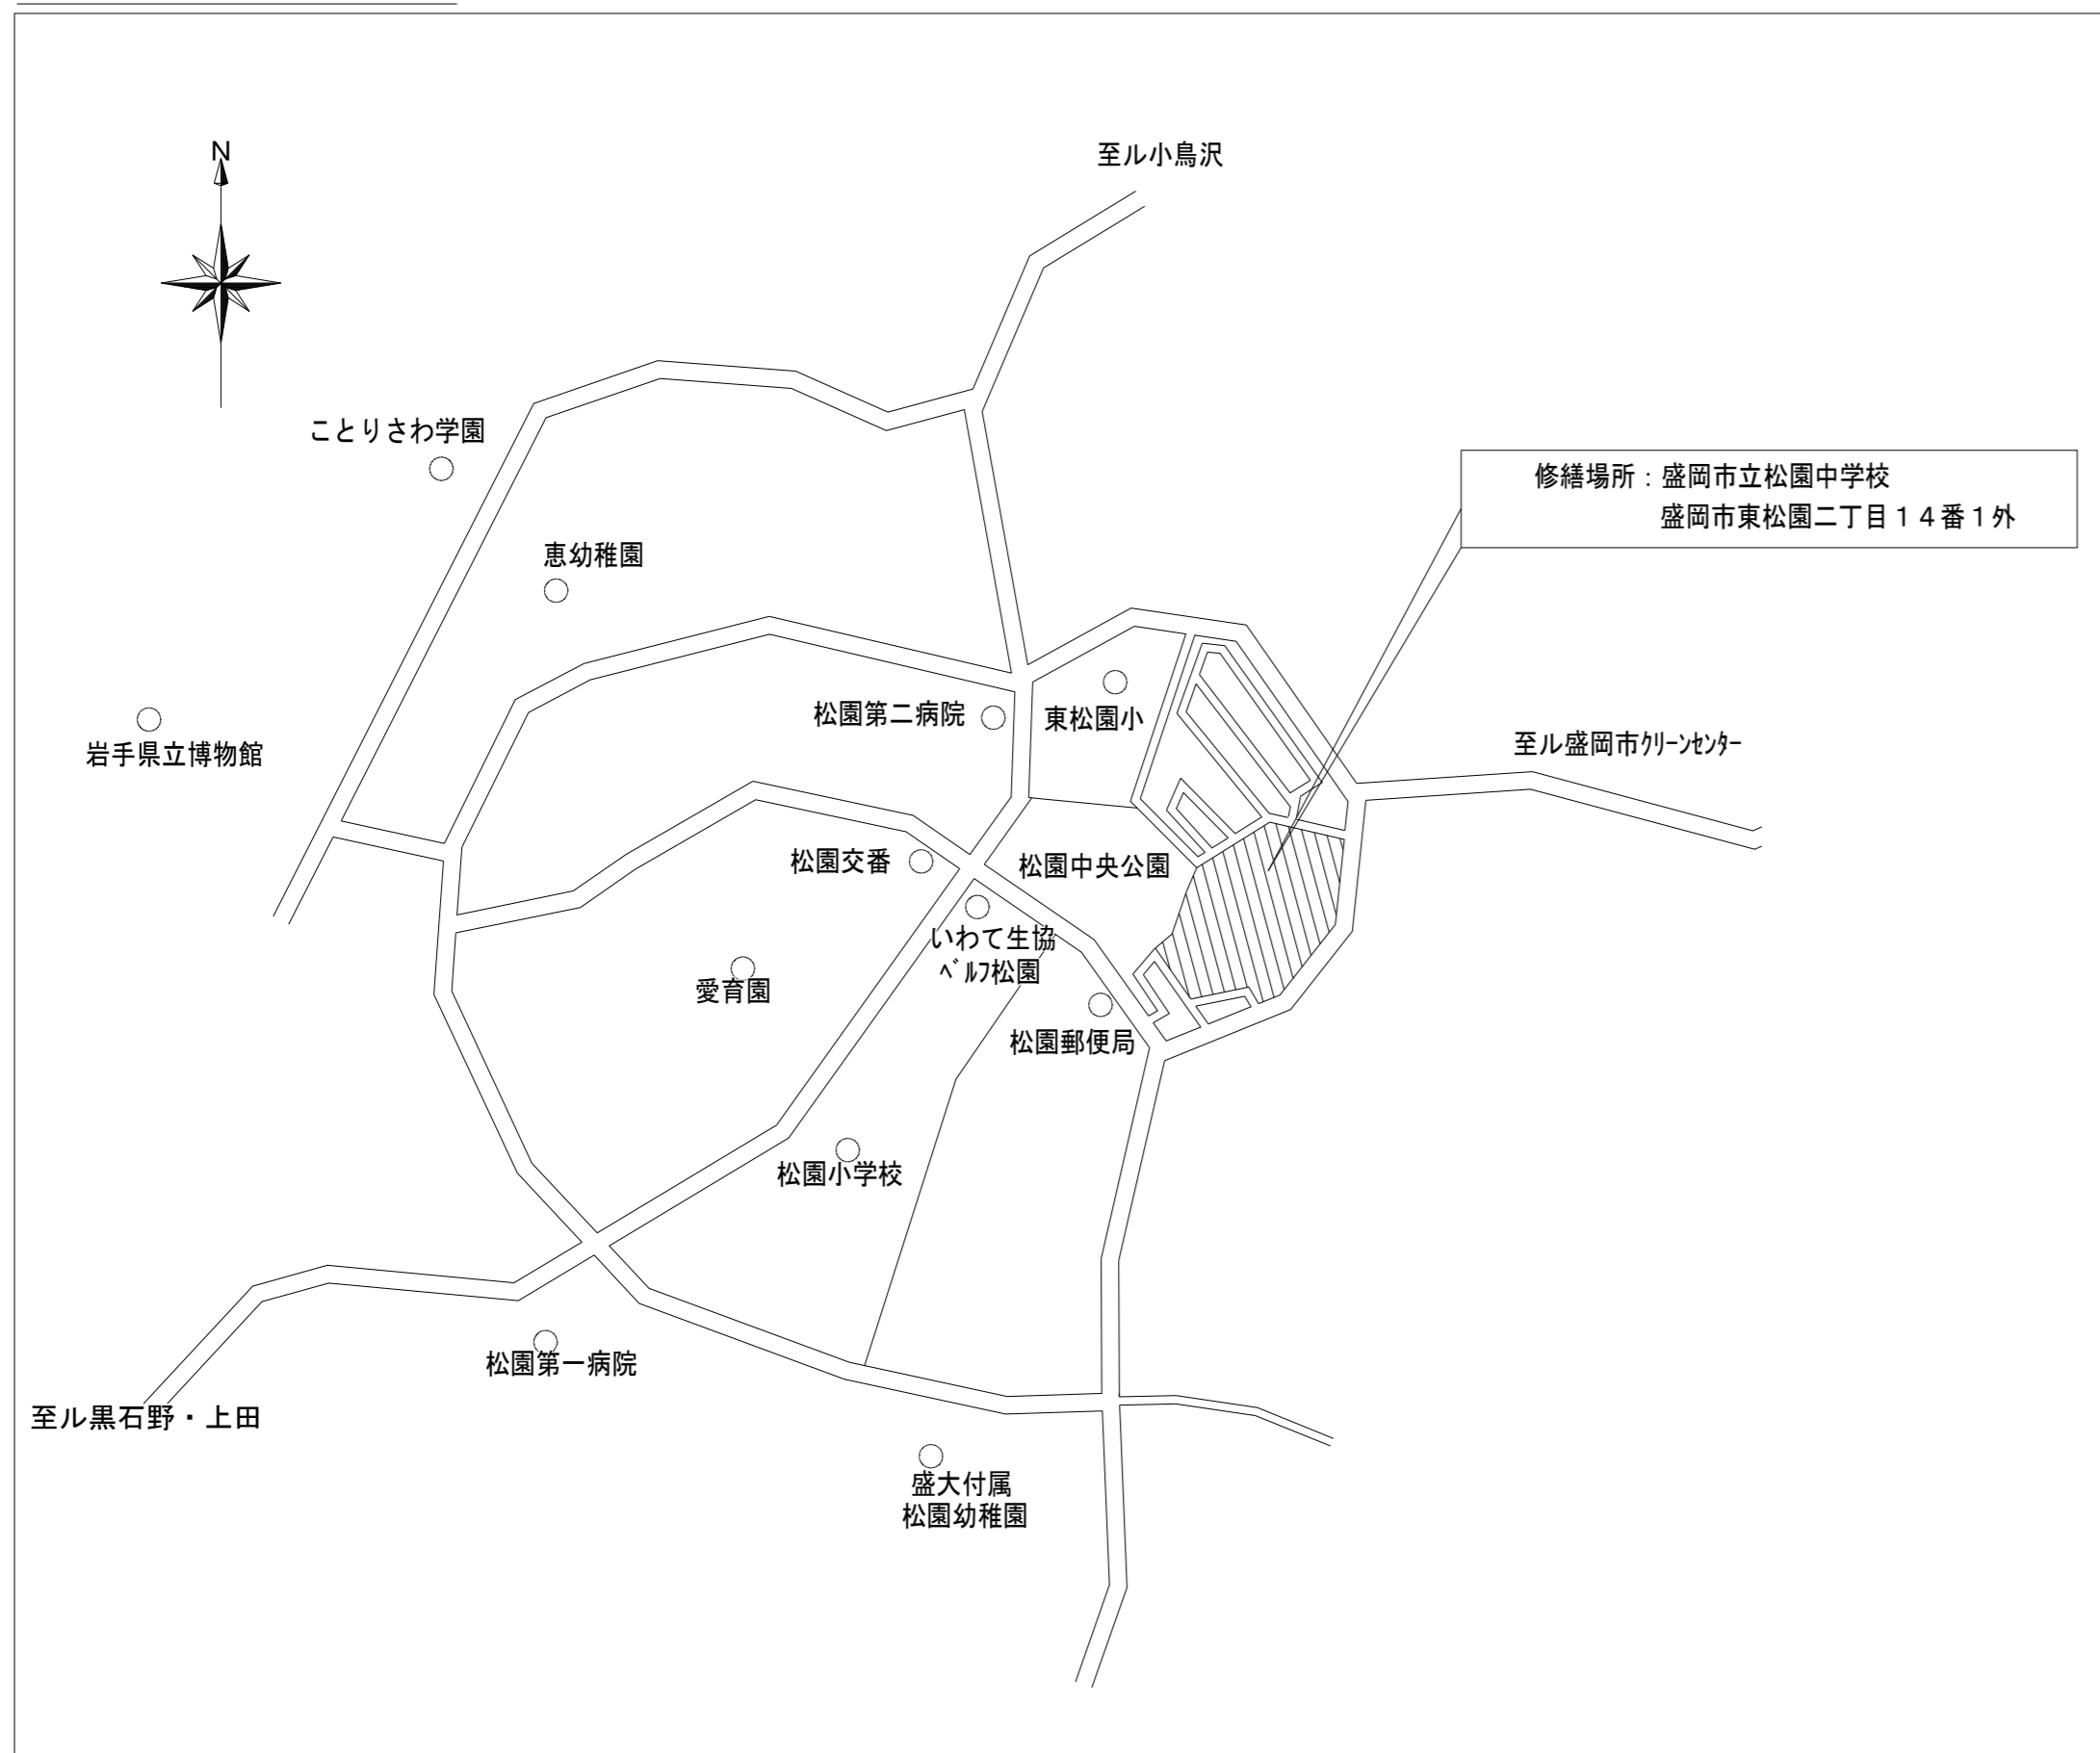 N
至ル小鳥沢
ことりさわ学園
修繕場所：盛岡市立松園中学校
盛岡市東松園二丁目１４番１外
恵幼稚園
松園第二病院
東松園小
岩手県立博物館
至ル盛岡市ｸﾘｰﾝｾﾝﾀｰ
松園交番
松園中央公園
いわて生協
ﾍﾞﾙﾌ松園
愛育園
松園郵便局
松園小学校
松園第一病院
至ル黒石野・上田
盛大付属
松園幼稚園